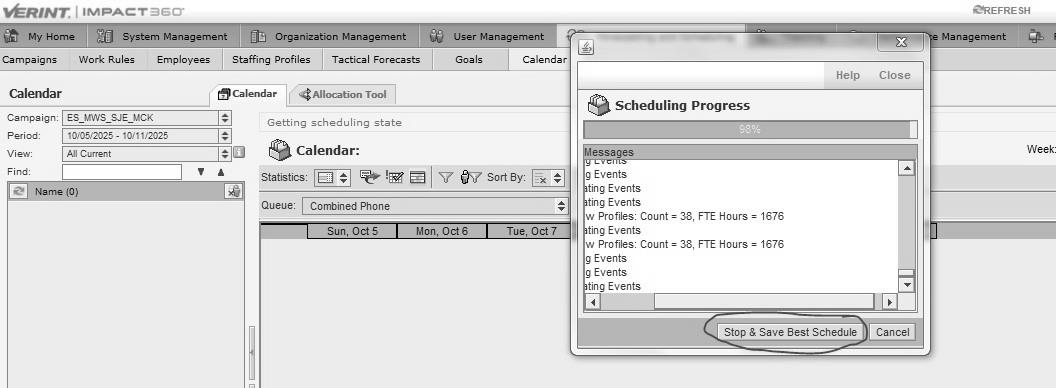 VERINT. | IMPACT 360°
REFRESH
My Home
System Management
Organization Management
User Management
Management
Campaigns
Work Rules
Employees
Staffing Profiles
Tactical Forecasts
Goals
Calendar
Help
Close
Calendar
Calendar
Allocation Tool
Scheduling Progress
Campaign: ES_MWS_SJE_MCK
Period: 10/05/2025 - 10/11/2025
View: All Current
Find:
Name (0)
Getting scheduling state
Calendar:
Week:
Statistics:
Sort By:
Queue: Combined Phone
Sun, Oct 5
Mon, Oct 6
Tue, Oct 7
98%
Messages
g Events
g Events
ating Events
ating Events
w Profiles: Count = 38, FTE Hours = 1676
ating Events
w Profiles: Count = 38, FTE Hours = 1676
g Events
g Events
ating Events
Stop & Save Best Schedule
Cancel